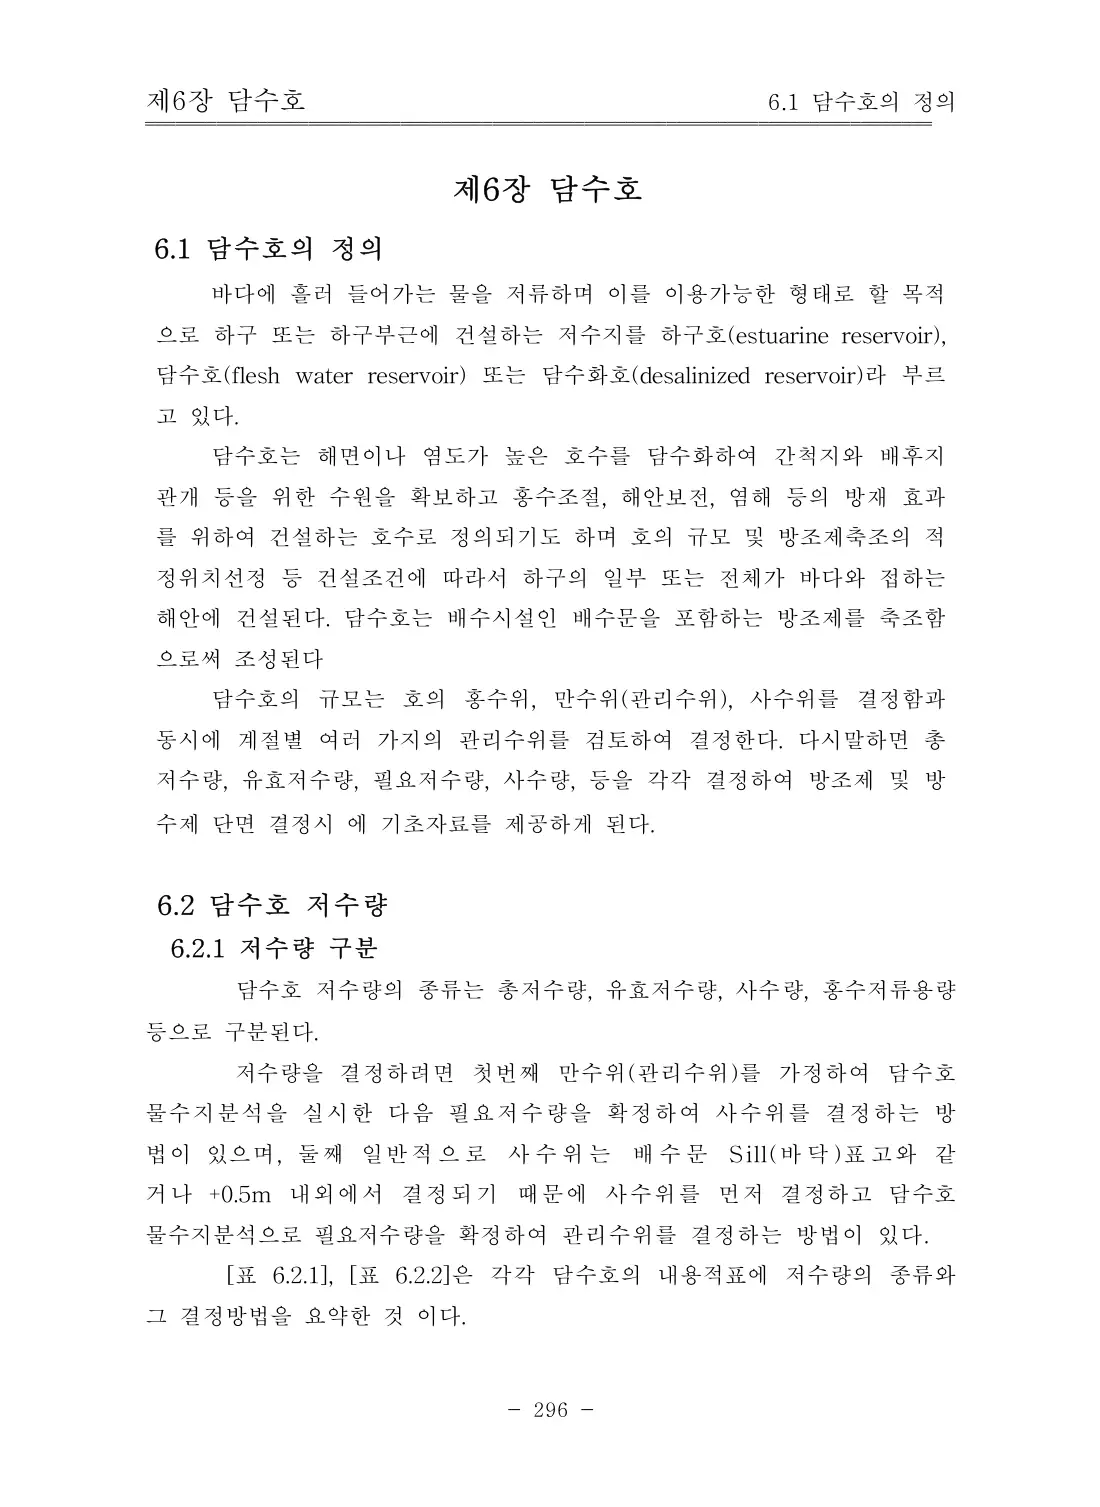 제6장 담수호
6.1 담수호의 정의
제6장 담수호
6.1 담수호의 정의
바다에 흘러 들어가는 물을 저류하며 이를 이용가능한 형태로 할 목적
으로 하구 또는 하구부근에 건설하는 저수지를 하구호(estuarine reservoir),
담수호(flesh water reservoir) 또는 담수화호(desalinized reservoir)라 부르
고 있다.
담수호는 해면이나 염도가 높은 호수를 담수화하여 간척지와 배후지
관개 등을 위한 수원을 확보하고 홍수조절, 해안보전, 염해 등의 방재 효과
를 위하여 건설하는 호수로 정의되기도 하며 호의 규모 및 방조제축조의 적
정위치선정 등 건설조건에 따라서 하구의 일부 또는 전체가 바다와 접하는
해안에 건설된다. 담수호는 배수시설인 배수문을 포함하는 방조제를 축조함
으로써 조성된다
담수호의 규모는 호의 홍수위, 만수위(관리수위), 사수위를 결정함과
동시에 계절별 여러 가지의 관리수위를 검토하여 결정한다. 다시말하면 총
저수량, 유효저수량, 필요저수량, 사수량, 등을 각각 결정하여 방조제 및 방
수제 단면 결정시 에 기초자료를 제공하게 된다.
6.2 담수호 저수량
6.2.1 저수량 구분
담수호 저수량의 종류는 총저수량, 유효저수량, 사수량, 홍수저류용량
등으로 구분된다.
저수량을 결정하려면 첫번째 만수위(관리수위)를 가정하여 담수호
물수지분석을 실시한 다음 필요저수량을 확정하여 사수위를 결정하는 방
법이 있으며, 둘째 일반적으로 사수위는 배수문 Sill(바닥)표고와 같
거나 +0.5m 내외에서 결정되기 때문에 사수위를 먼저 결정하고 담수호
물수지분석으로 필요저수량을 확정하여 관리수위를 결정하는 방법이 있다.
[표 6.2.1], [표 6.2.2]은 각각 담수호의 내용적표에 저수량의 종류와
그 결정방법을 요약한 것 이다.
- 296 -